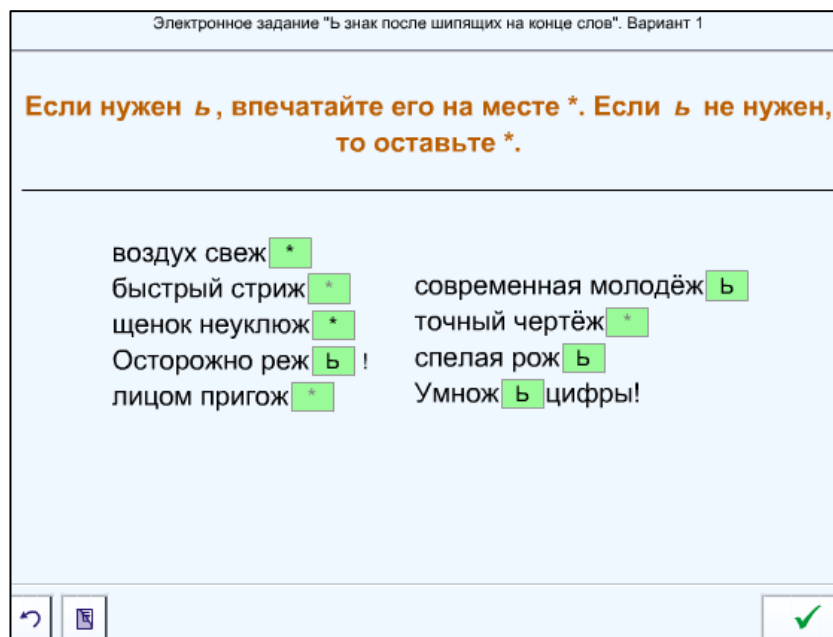 Электронное задание "Ь знак после шипящих на конце слов". Вариант 1
Если нужен ь, впечатайте его на месте *. Если ь не нужен,
то оставьте *.
воздух свеж *
быстрый стриж *
щенок неуклюж *
Осторожно реж Ь !
лицом пригож *
современная молодёж Ь
точный чертёж *
спелая рож Ь
Умнож Ь цифры!